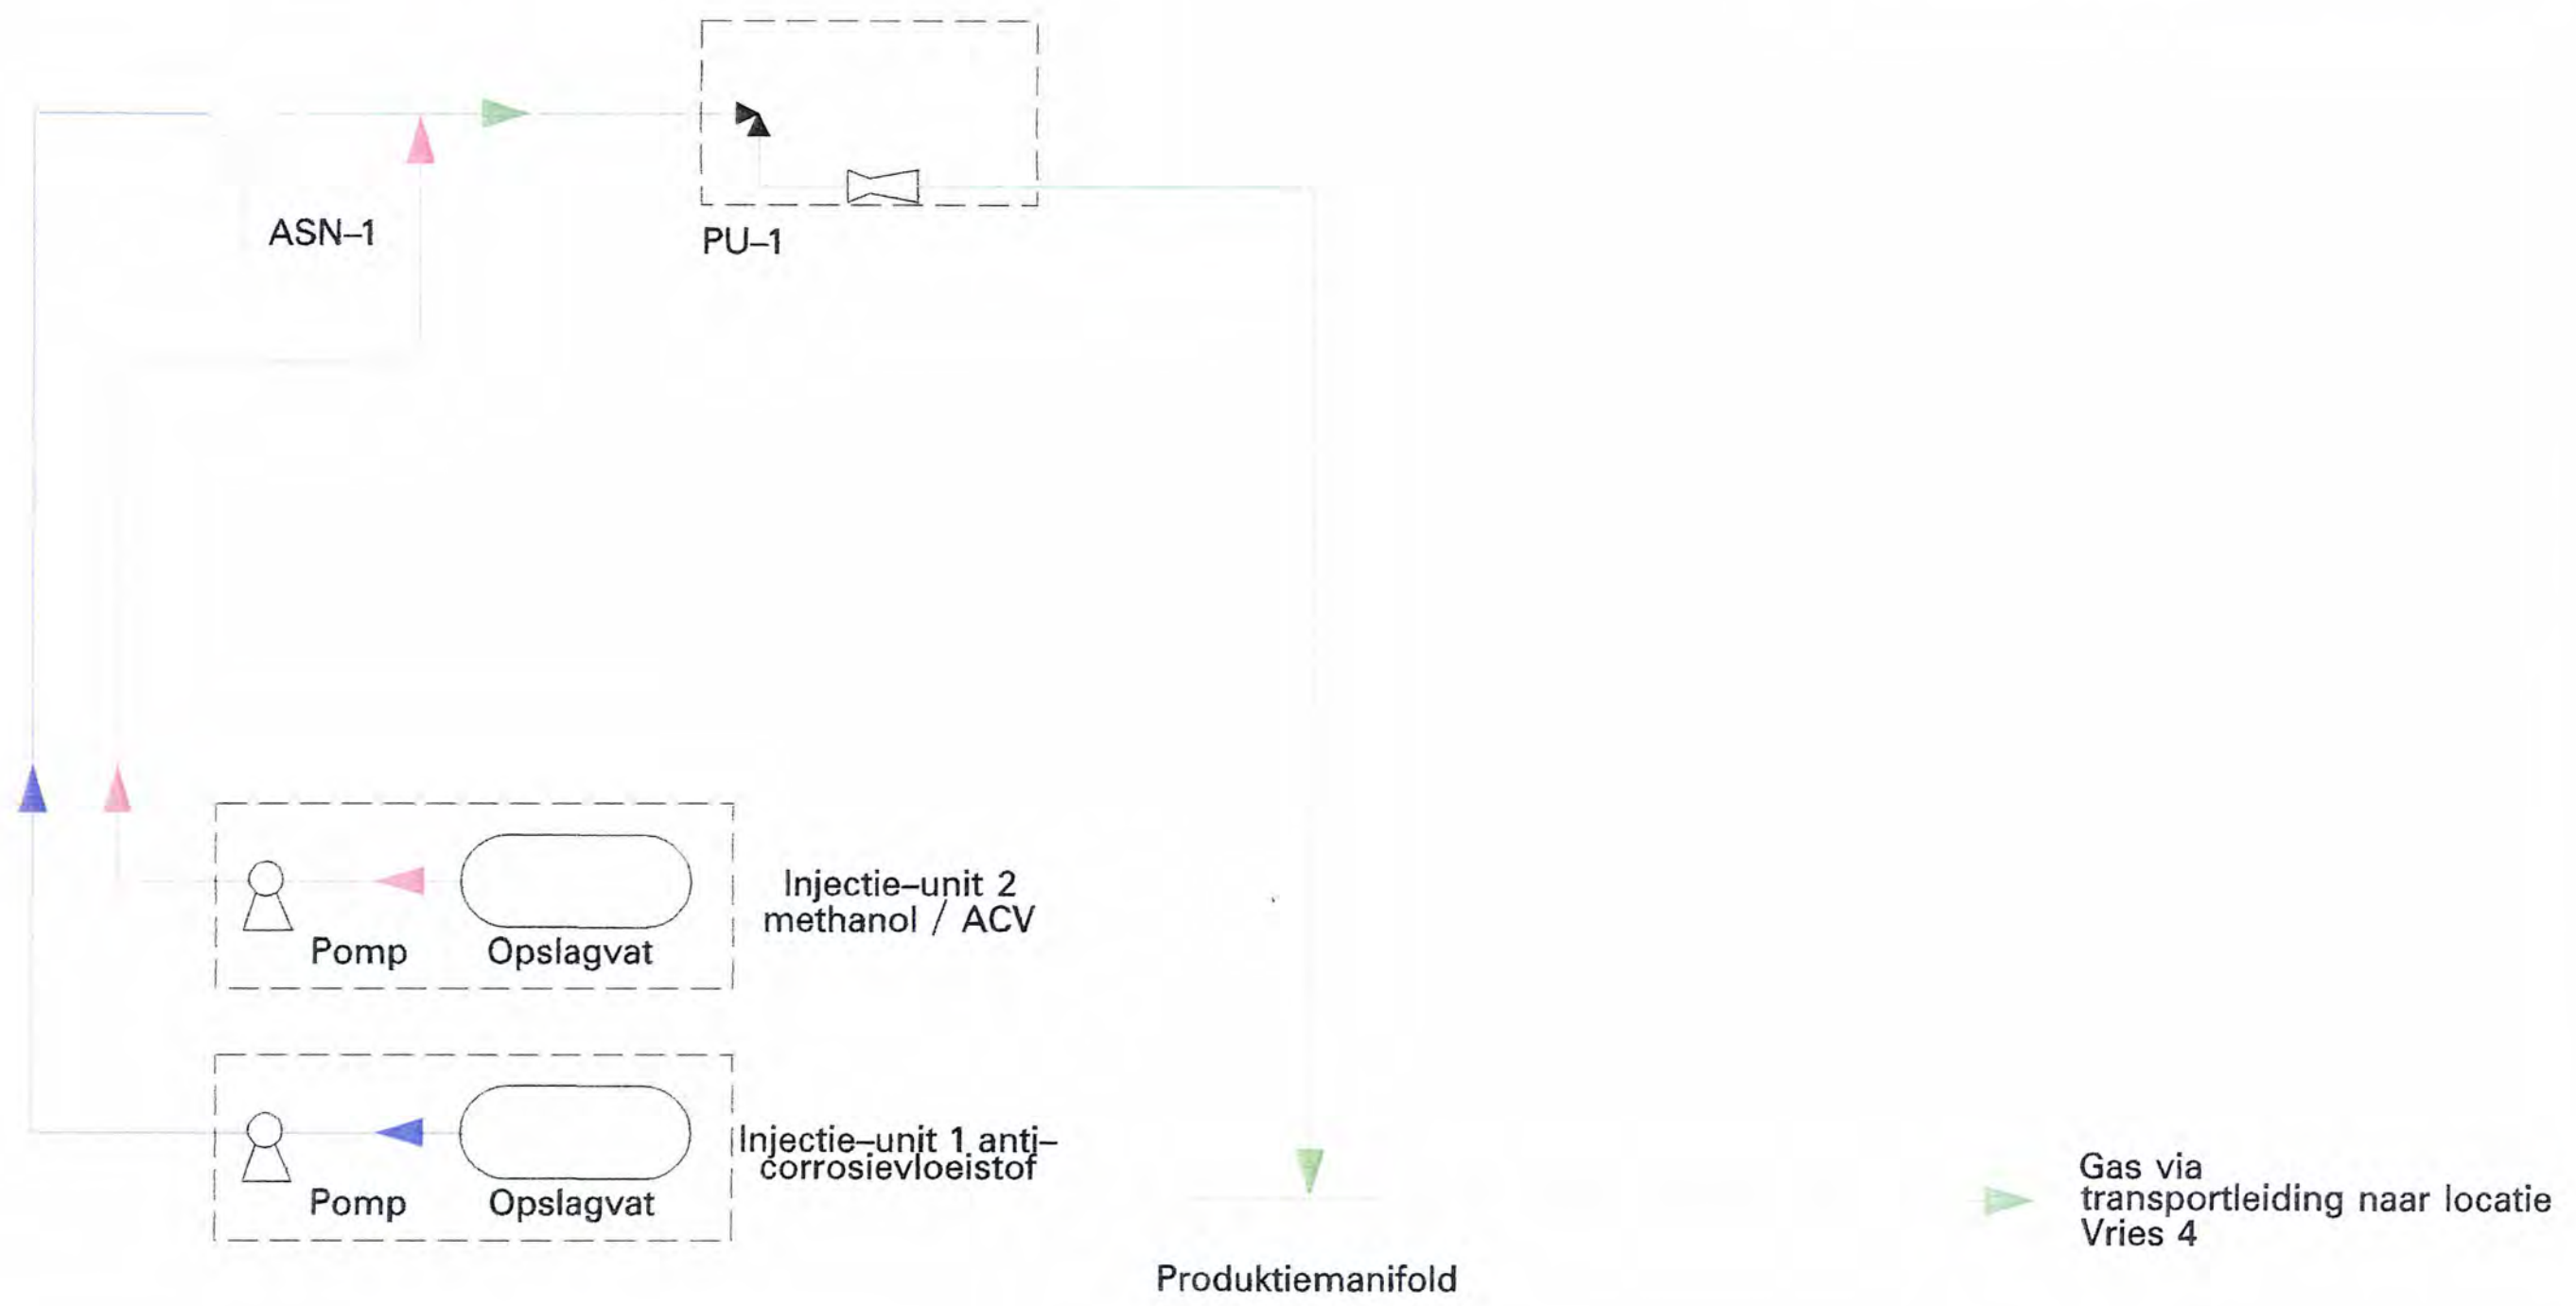 ASN–1
PU–1
Injectie–unit 2
methanol / ACV
Pomp
Opslagvat
Injectie–unit 1 anti–
corrosievloeistof
Pomp
Opslagvat
Gas via
transportleiding naar locatie
Vries 4
Produktiemanifold